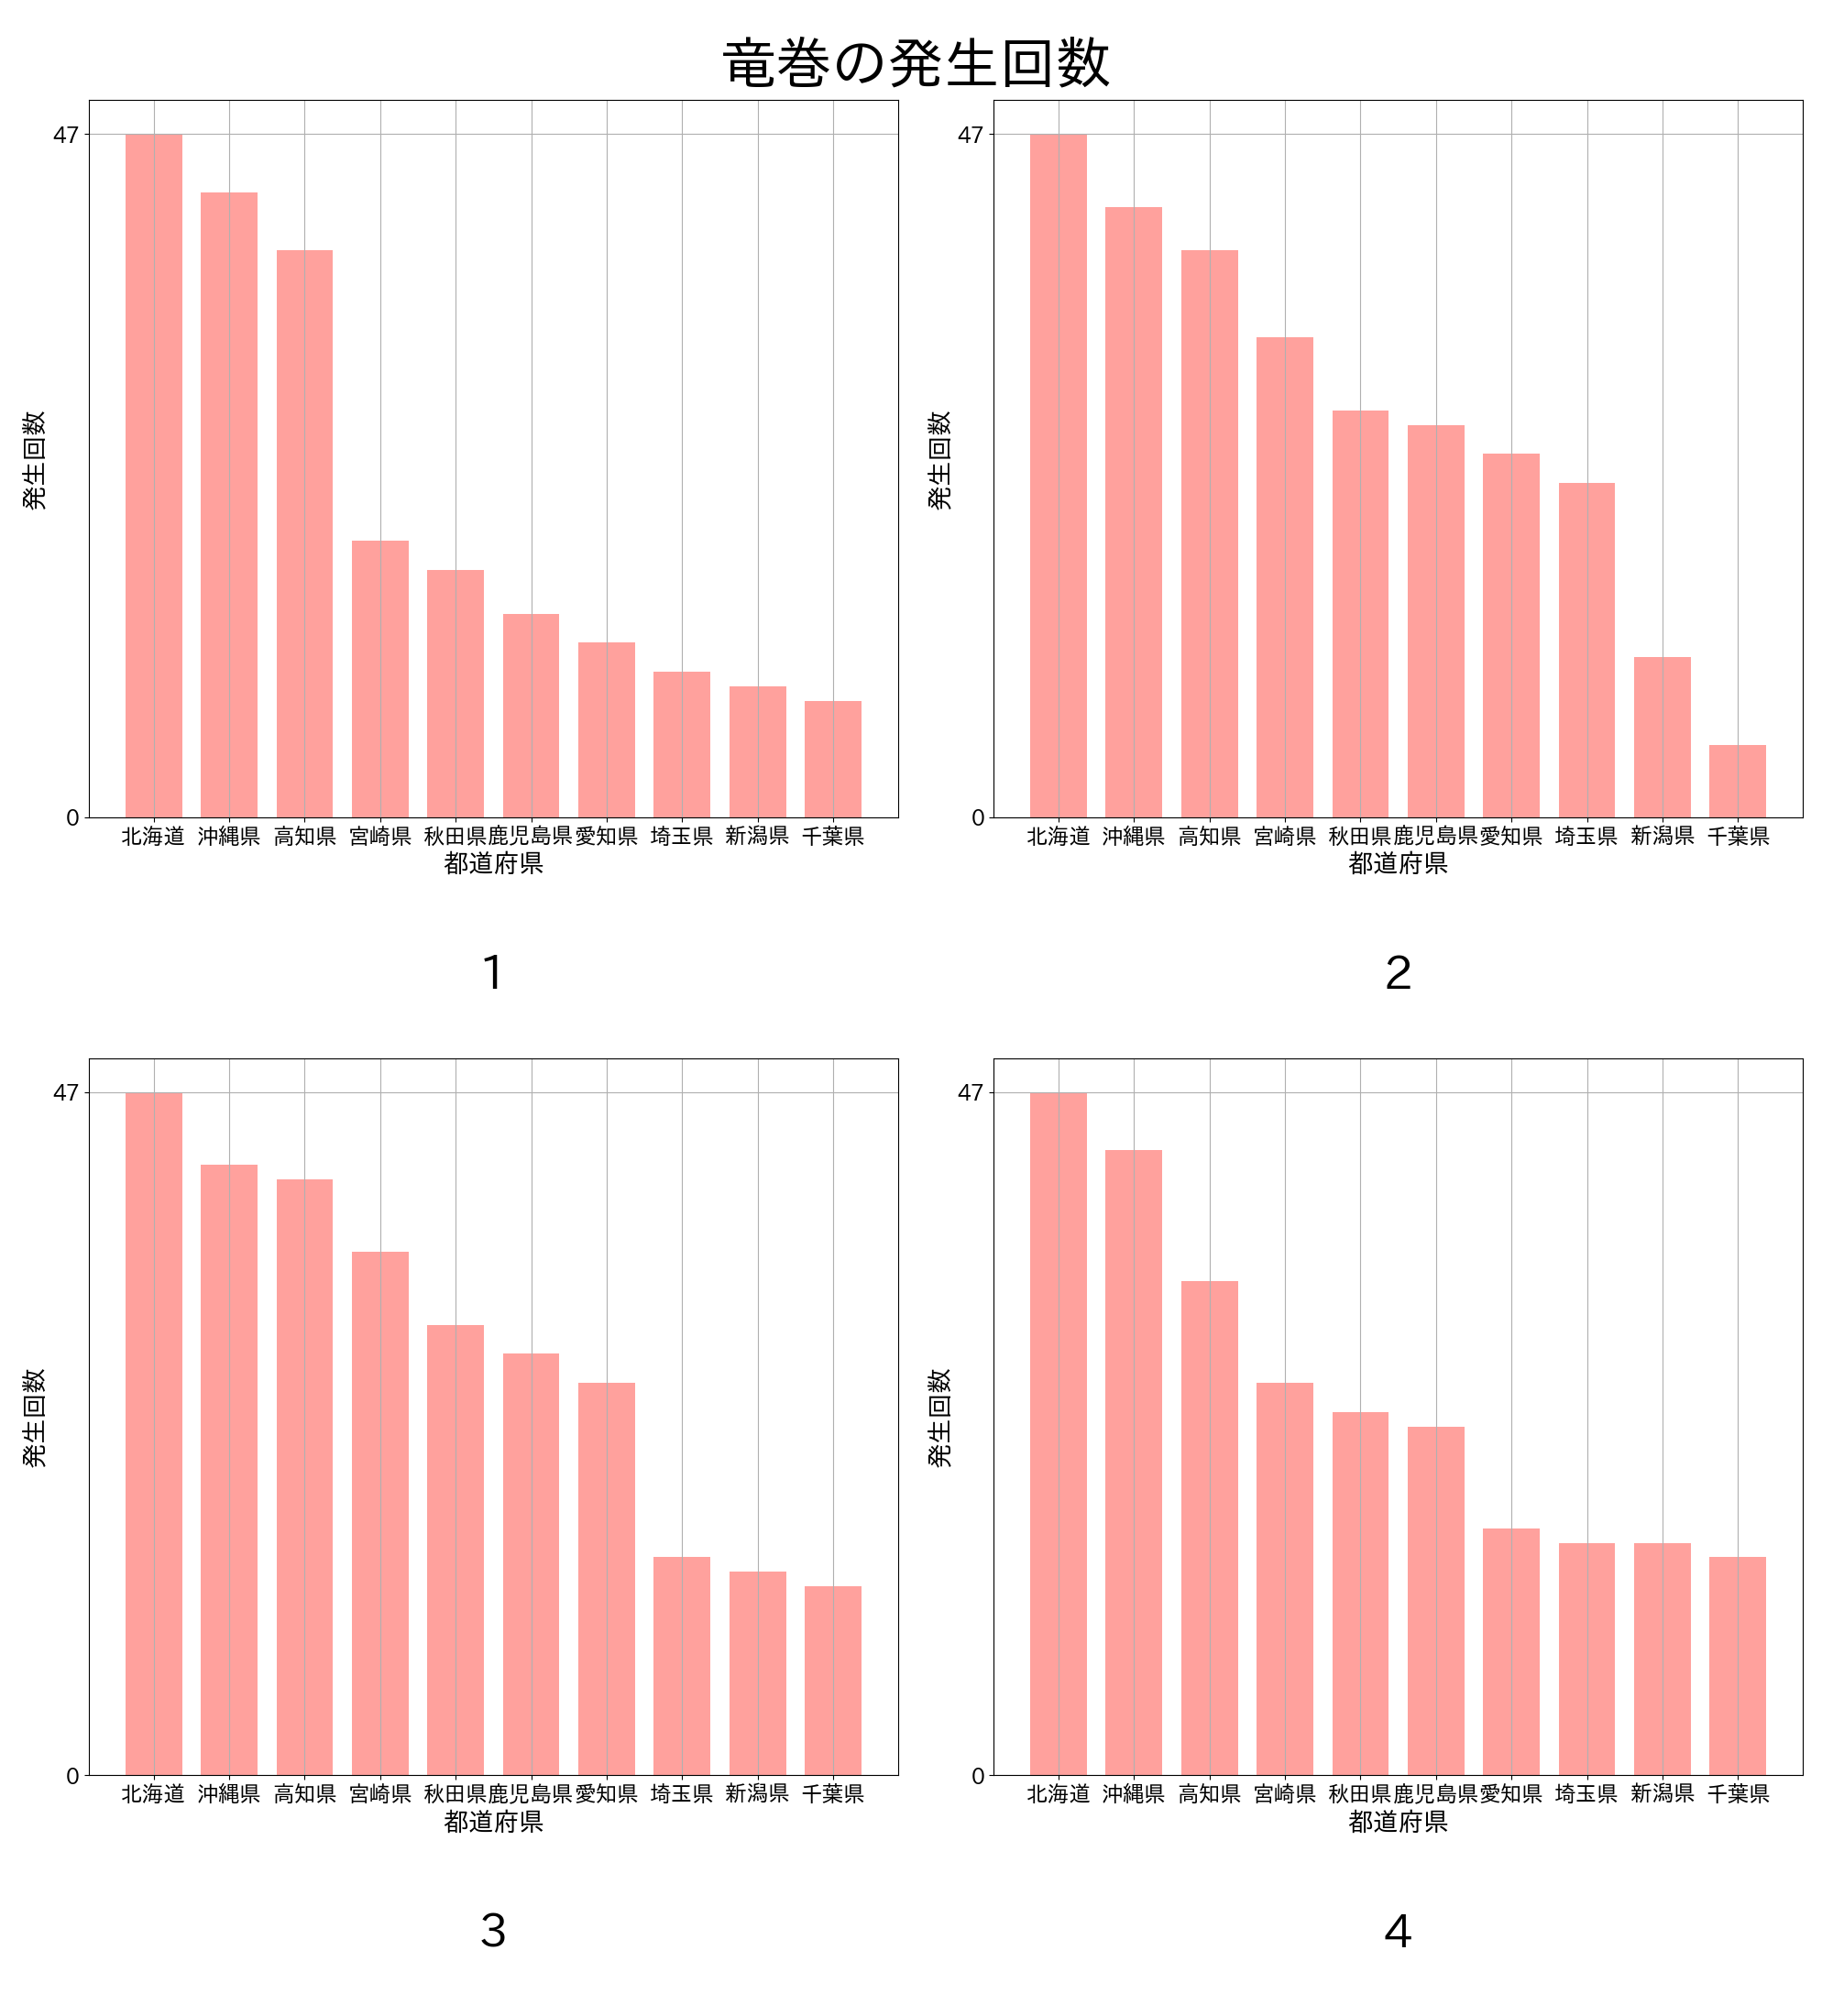 竜巻の発生回数
47
0
発生回数
北海道 沖縄県 高知県 宮崎県 秋田県 鹿児島県 愛知県 埼玉県 新潟県 千葉県
都道府県
1
47
0
発生回数
北海道 沖縄県 高知県 宮崎県 秋田県 鹿児島県 愛知県 埼玉県 新潟県 千葉県
都道府県
2
47
0
発生回数
北海道 沖縄県 高知県 宮崎県 秋田県 鹿児島県 愛知県 埼玉県 新潟県 千葉県
都道府県
3
47
0
発生回数
北海道 沖縄県 高知県 宮崎県 秋田県 鹿児島県 愛知県 埼玉県 新潟県 千葉県
都道府県
4